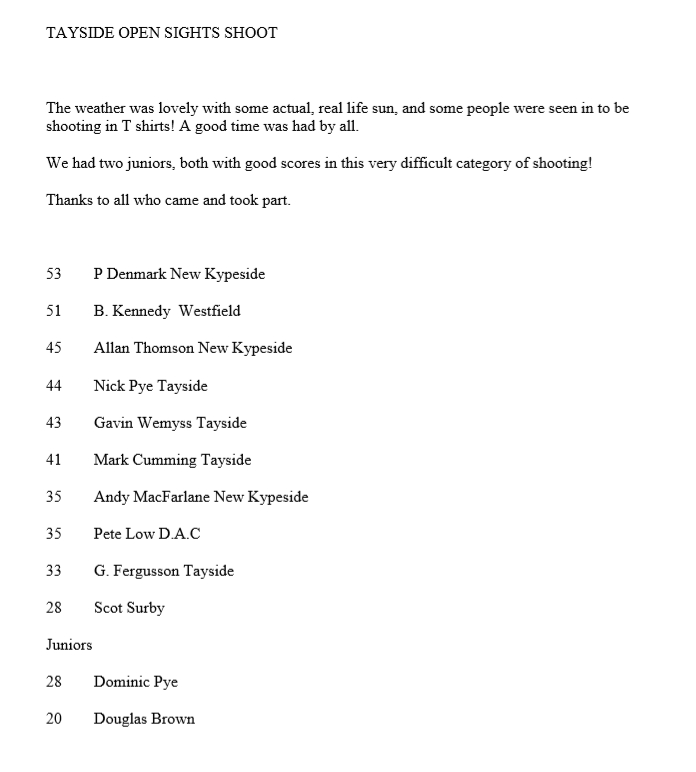 TAYSIDE OPEN SIGHTS SHOOT
The weather was lovely with some actual, real life sun, and some people were seen in to be
shooting in T shirts! A good time was had by all.
We had two juniors, both with good scores in this very difficult category of shooting!
Thanks to all who came and took part.
53 P Denmark New Kypeside
51 B. Kennedy  Westfield
45 Allan Thomson New Kypeside
44 Nick Pye Tayside
43 Gavin Wemyss Tayside
41 Mark Cumming Tayside
35 Andy MacFarlane New Kypeside
35 Pete Low D.A.C
33 G. Fergusson Tayside
28 Scot Surby
Juniors
28 Dominic Pye
20 Douglas Brown